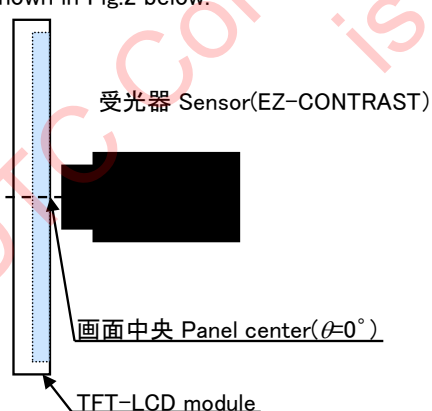 shown in Fig.2 below.
受光器 Sensor(EZ-CONTRAST)
画面中央 Panel center(θ=0°)
TFT-LCD module